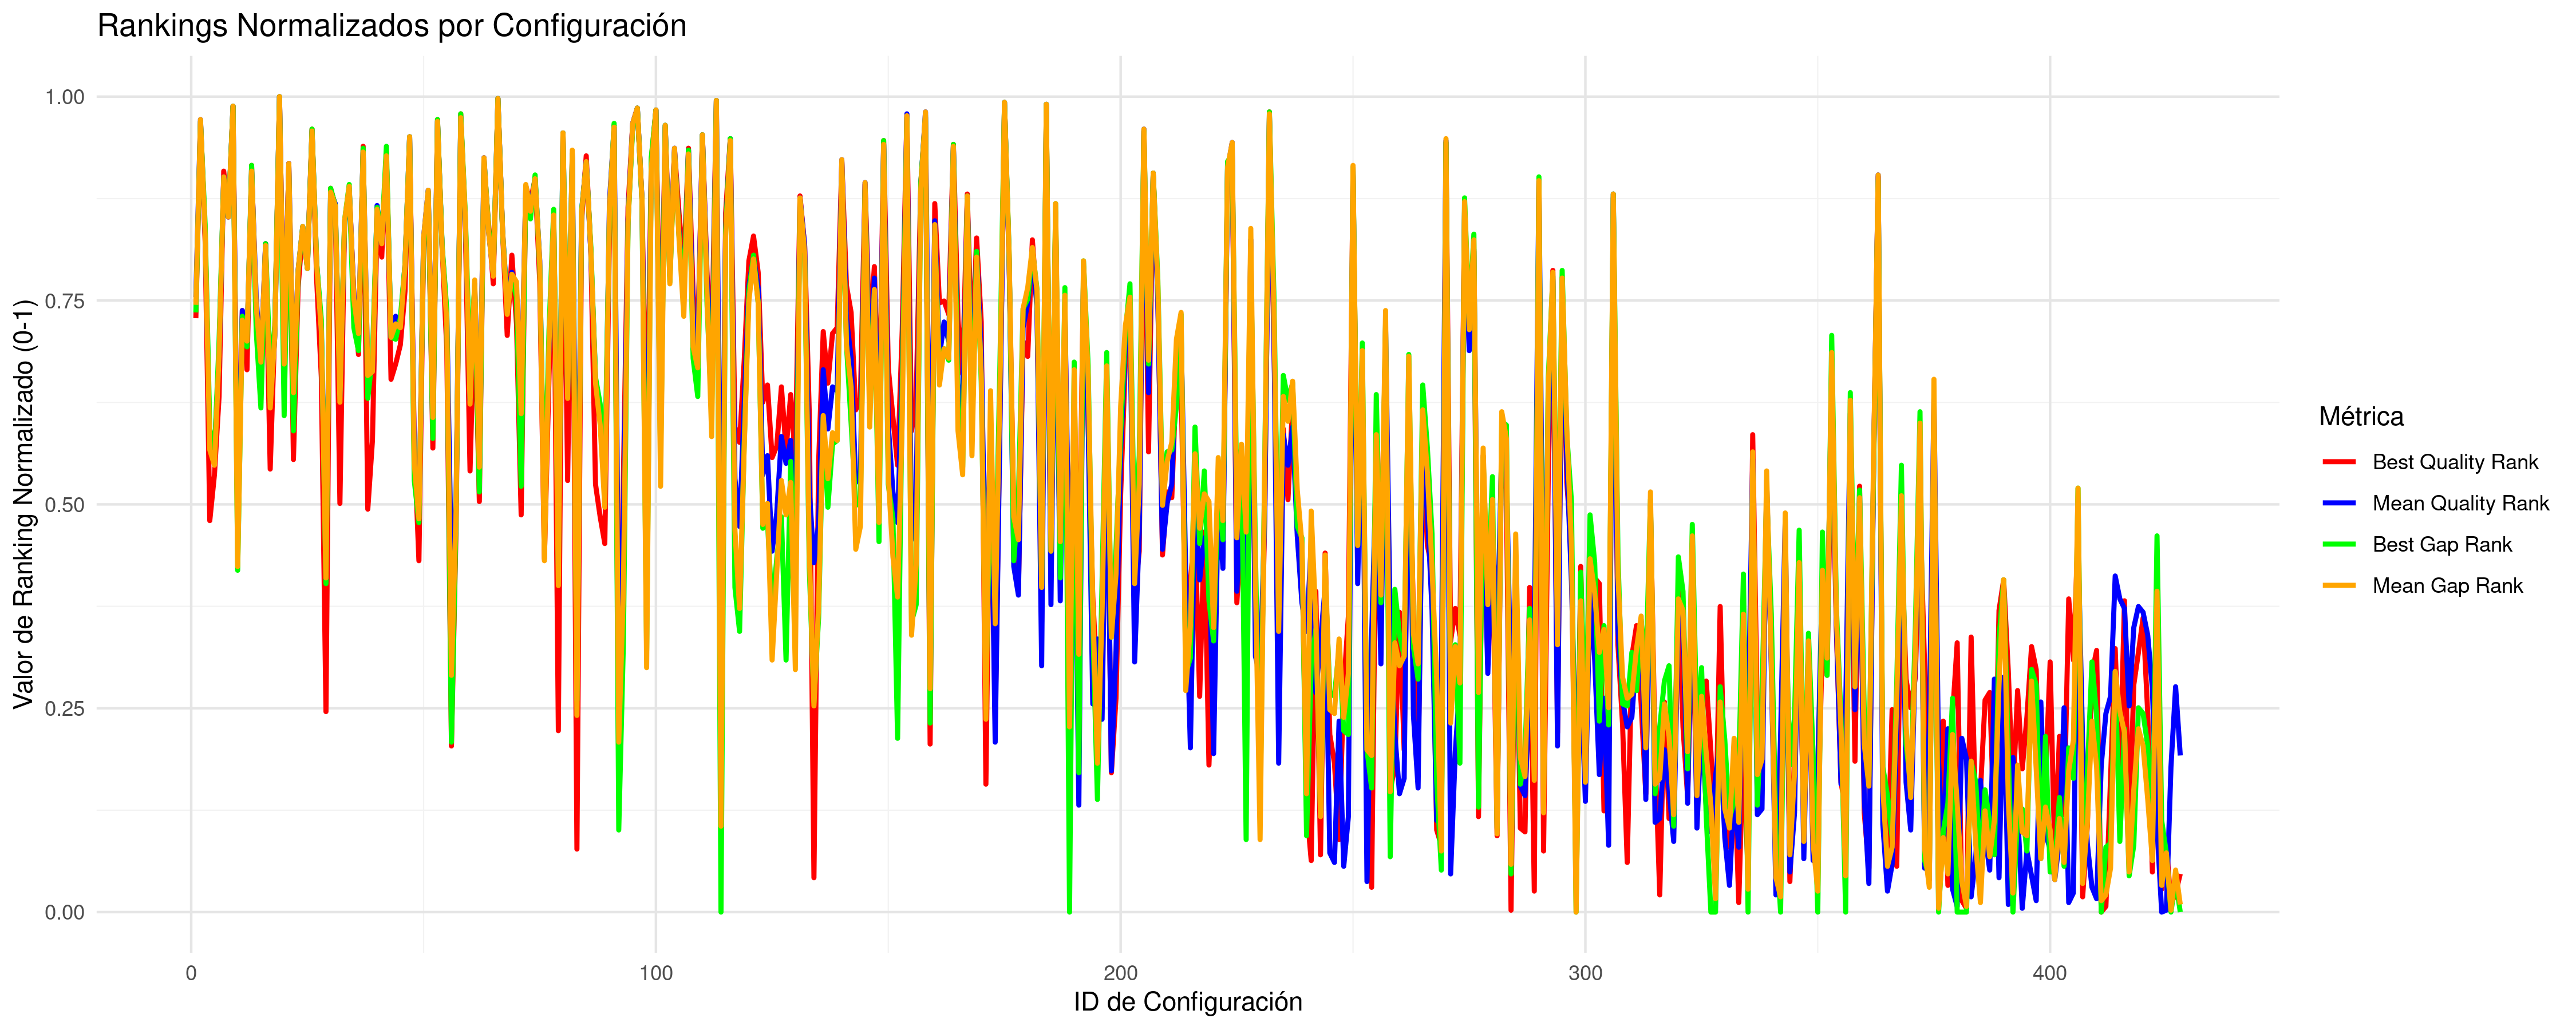 Rankings Normalizados por Configuración
Valor de Ranking Normalizado (0-1)
1.00
0.75
0.50
0.25
0.00
0
100
200
300
400
ID de Configuración
Métrica
Best Quality Rank
Mean Quality Rank
Best Gap Rank
Mean Gap Rank